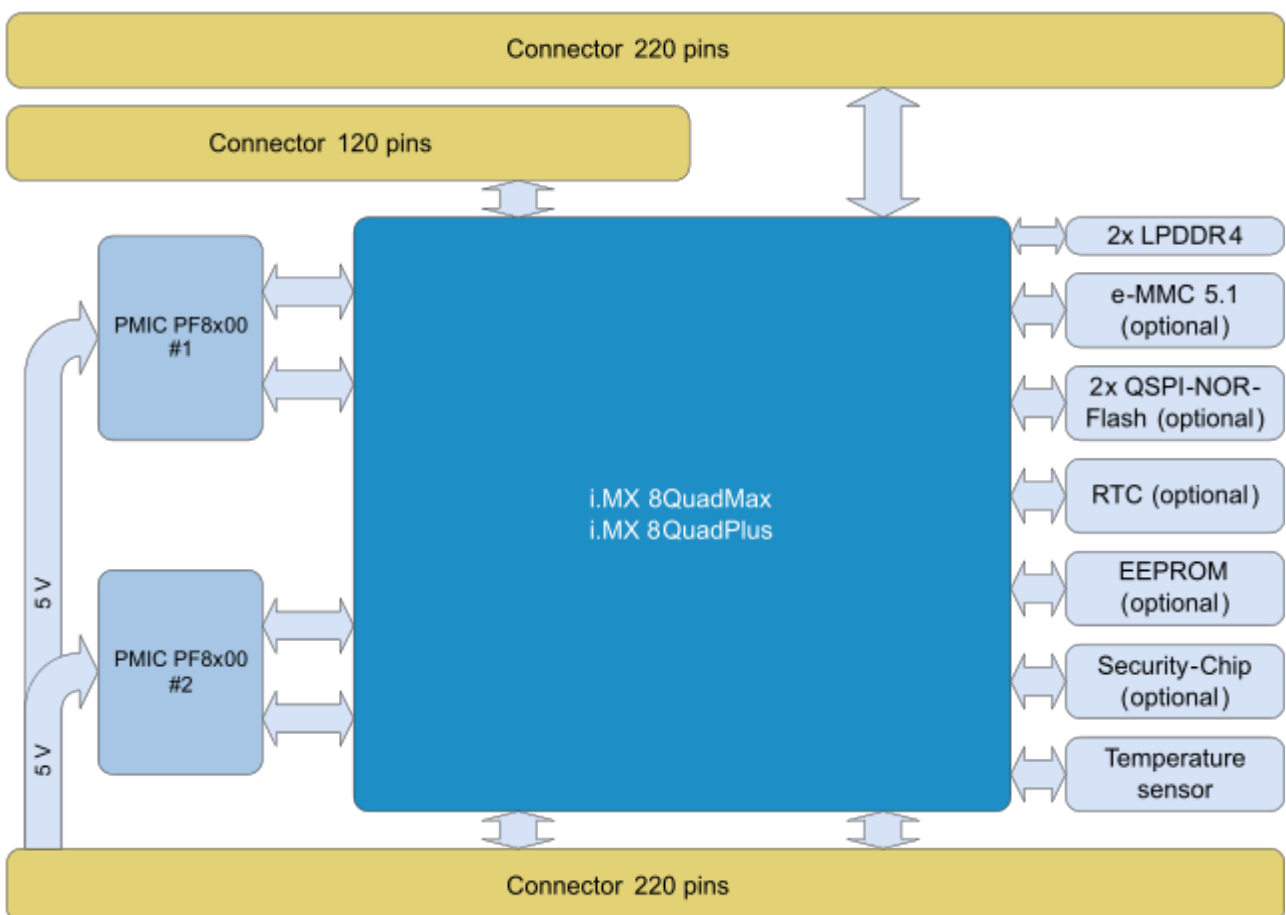 Connector 220 pins
Connector 120 pins
2x LPDDR4
e-MMC 5.1
(optional)
PMIC PF8x00
#1
2x QSPI-NOR-
Flash (optional)
i.MX 8QuadMax
i.MX 8QuadPlus
RTC (optional)
5 V
EEPROM
(optional)
PMIC PF8x00
#2
Security-Chip
(optional)
5 V
Temperature
sensor
Connector 220 pins